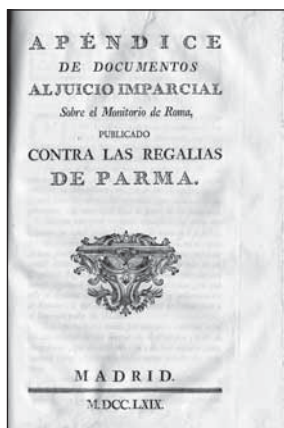 APÉNDICE
DE DOCUMENTOS
AL JUICIO IMPARCIAL
Sobre el Monitorio de Roma,
PUBLICADO
CONTRA LAS REGALIAS
DE PARMA.
MADRID.
M.DCC.LXIX.